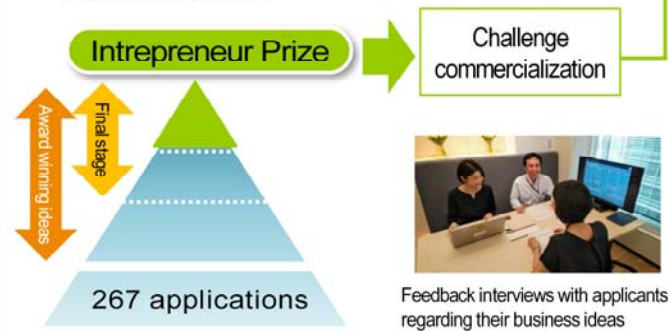 Intrepreneur Prize
Challenge
commercialization
Award winning ideas
Final stage
267 applications
Feedback interviews with applicants
regarding their business ideas